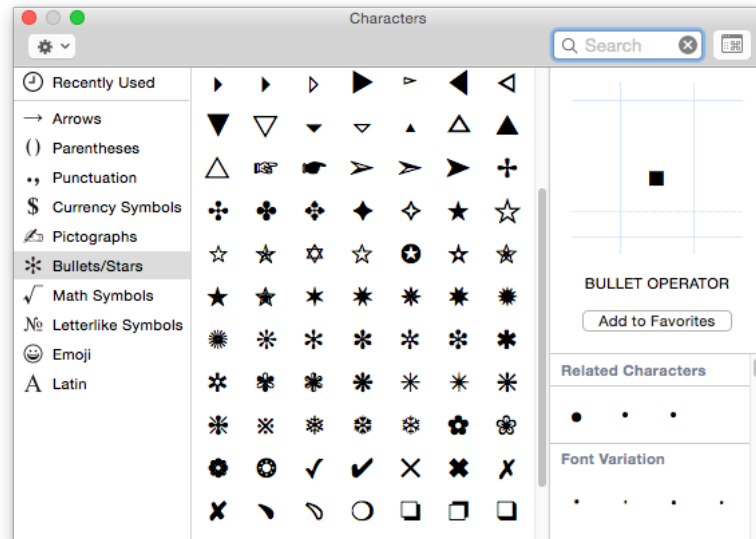 Characters
Search
Recently Used
Arrows
Parentheses
Punctuation
Currency Symbols
Pictographs
Bullets/Stars
Math Symbols
Letterlike Symbols
Emoji
Latin
BULLET OPERATOR
Add to Favorites
Related Characters
Font Variation